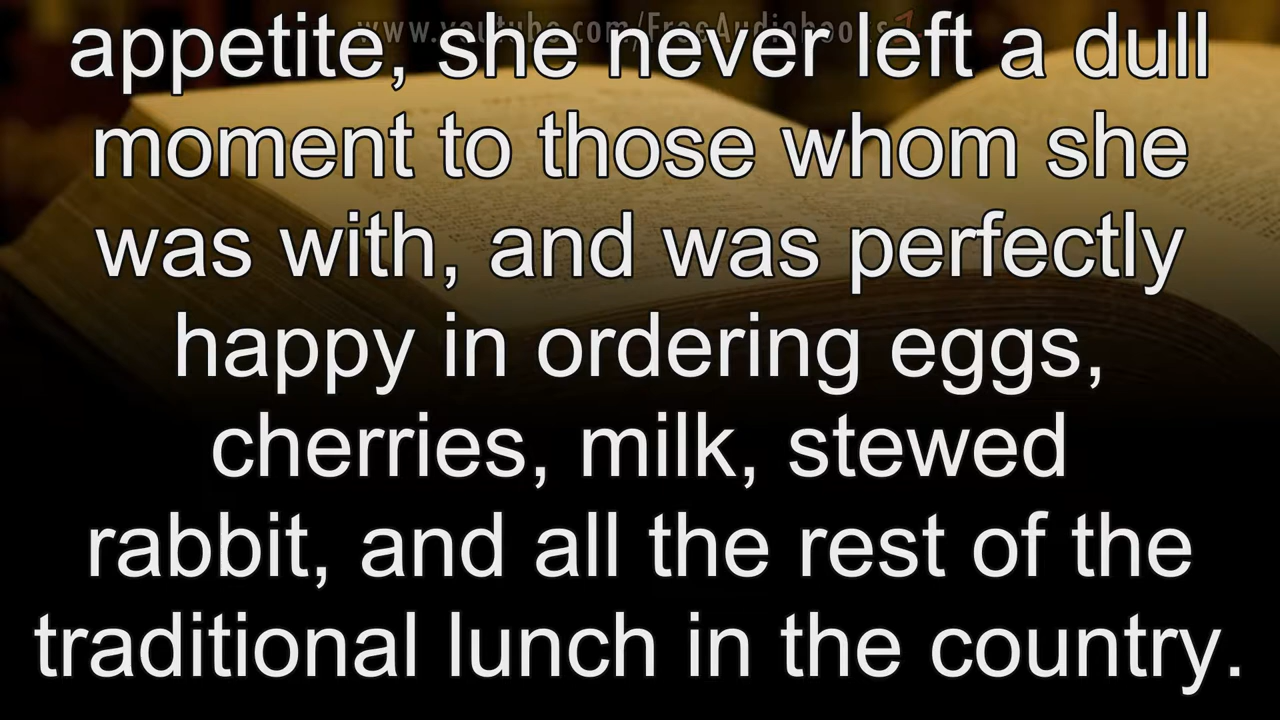 www.youtube.com/FreeAudiobooks
appetite, she never left a dull
moment to those whom she
was with, and was perfectly
happy in ordering eggs,
cherries, milk, stewed
rabbit, and all the rest of the
traditional lunch in the country.